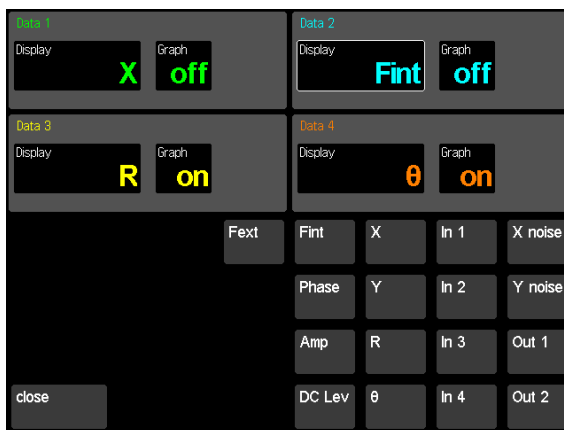 Data 1 Data 2
Display Graph Display Graph
X off Fint off
Data 3 Data 4
Display Graph Display Graph
R on θ on
Fext Fint X In 1 X noise
Phase Y In 2 Y noise
Amp R In 3 Out 1
close DC Lev θ In 4 Out 2